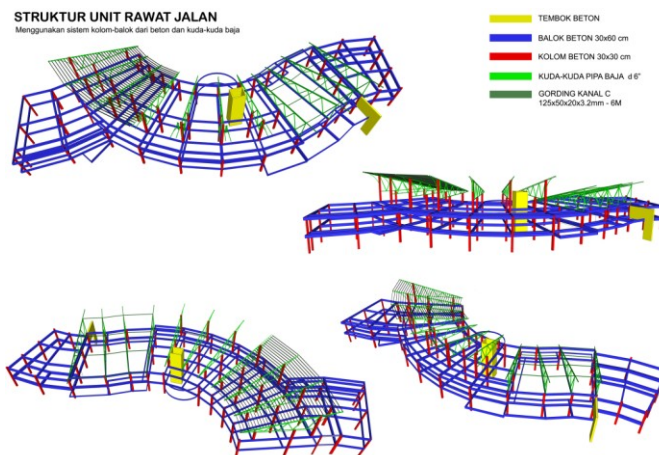 STRUKTUR UNIT RAWAT JALAN
Menggunakan sistem kolom-balok dari beton dan kuda-kuda baja
TEMBOK BETON
BALOK BETON 30x60 cm
KOLOM BETON 30x30 cm
KUDA-KUDA PIPA BAJA d 6"
GORDING KANAL C
125x50x20x3.2mm - 6M